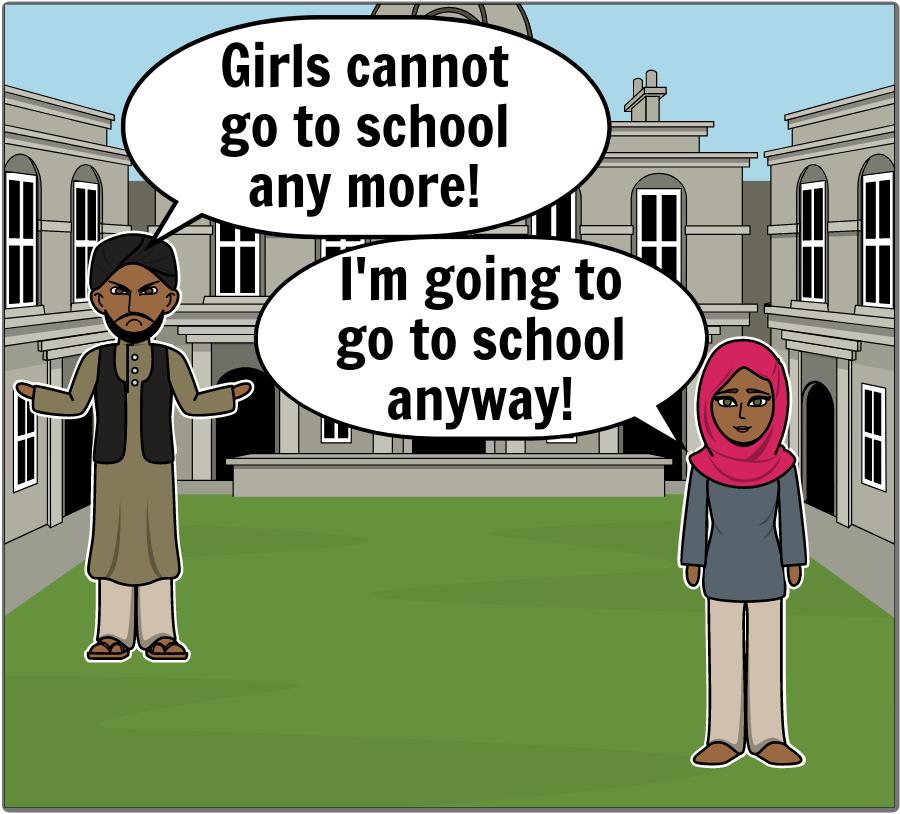 Girls cannot
go to school
any more!
I'm going to
go to school
anyway!